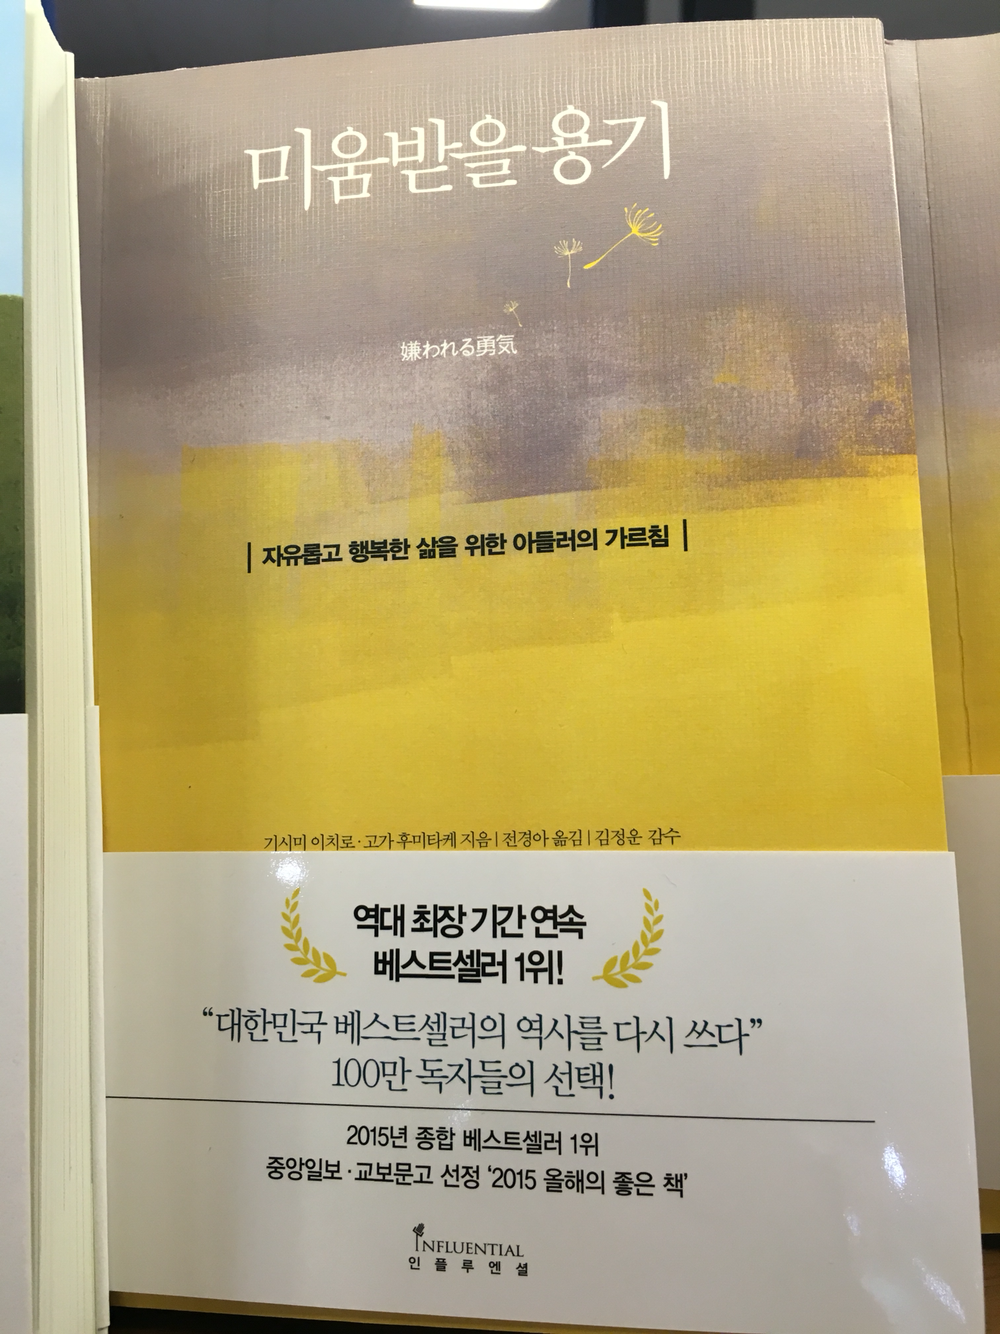 미움받을 용기
嫌われる勇気
| 자유롭고 행복한 삶을 위한 아들러의 가르침 |
기시미 이치로·고가 후미타케 지음 | 전경아 옮김 | 김정운 감수
역대 최장 기간 연속
베스트셀러 1위!
“대한민국 베스트셀러의 역사를 다시 쓰다”
100만 독자들의 선택!
2015년 종합 베스트셀러 1위
중앙일보·교보문고 선정 ‘2015 올해의 좋은 책’
INFLUENTIAL
인플루엔셜